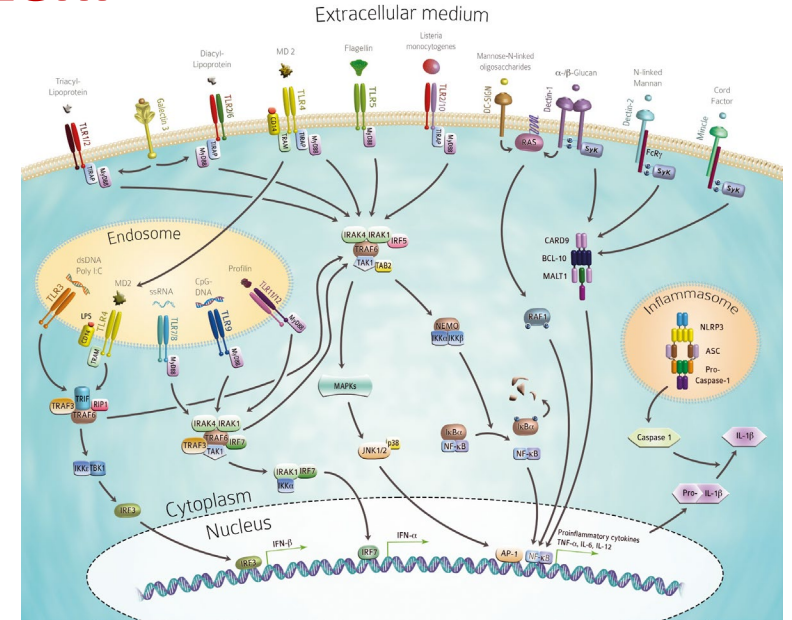 Extracellular medium
Triacyl-
Lipoprotein
Galectin 3
Diacyl-
Lipoprotein
MD 2
Flagellin
Listeria
monocytogenes
Mannose-N-linked
oligosaccharides
α-/β-Glucan
N-linked
Mannan
Cord
Factor
TLR1/2
TIRAP
MyD88
TLR2/6
TIRAP
MyD88
CD14
TLR4
TRAM
TIRAP
MyD88
TLR5
MyD88
TLR2/10
TIRAP
MyD88
DC-SIGN
RAS
Dectin-1
SyK
Dectin-2
FcRγ
SyK
Mincle
SyK
IRAK4 IRAK1
IRF5
TRAF6
TAK1
TAB2
CARD9
BCL-10
MALT1
Endosome
dsDNA
Poly I:C
MD2
ssRNA
CpG-
DNA
Profilin
TLR3
LPS
CD14
TLR4
TRAM
TLR7/8
MyD88
TLR9
MyD88
TLR11/12
MyD88
Inflammasome
NLRP3
ASC
Pro-
Caspase-1
NEMO
IKKα IKKβ
RAF1
MAPKs
TRIF
TRAF3
RIP1
TRAF6
IRAK4 IRAK1
TRAF6
TRAF3
IRF7
TAK1
IκBα
NF-κB
IκBα
NF-κB
JNK1/2
p38
Caspase 1
IL-1β
IKKε TBK1
IRAK1 IRF7
IKKα
Pro- IL-1β
IRF3
Cytoplasm
Nucleus
IFN-β
IRF3
IFN-α
IRF7
AP-1
NF-κB
Proinflammatory cytokines
TNF-α, IL-6, IL-12